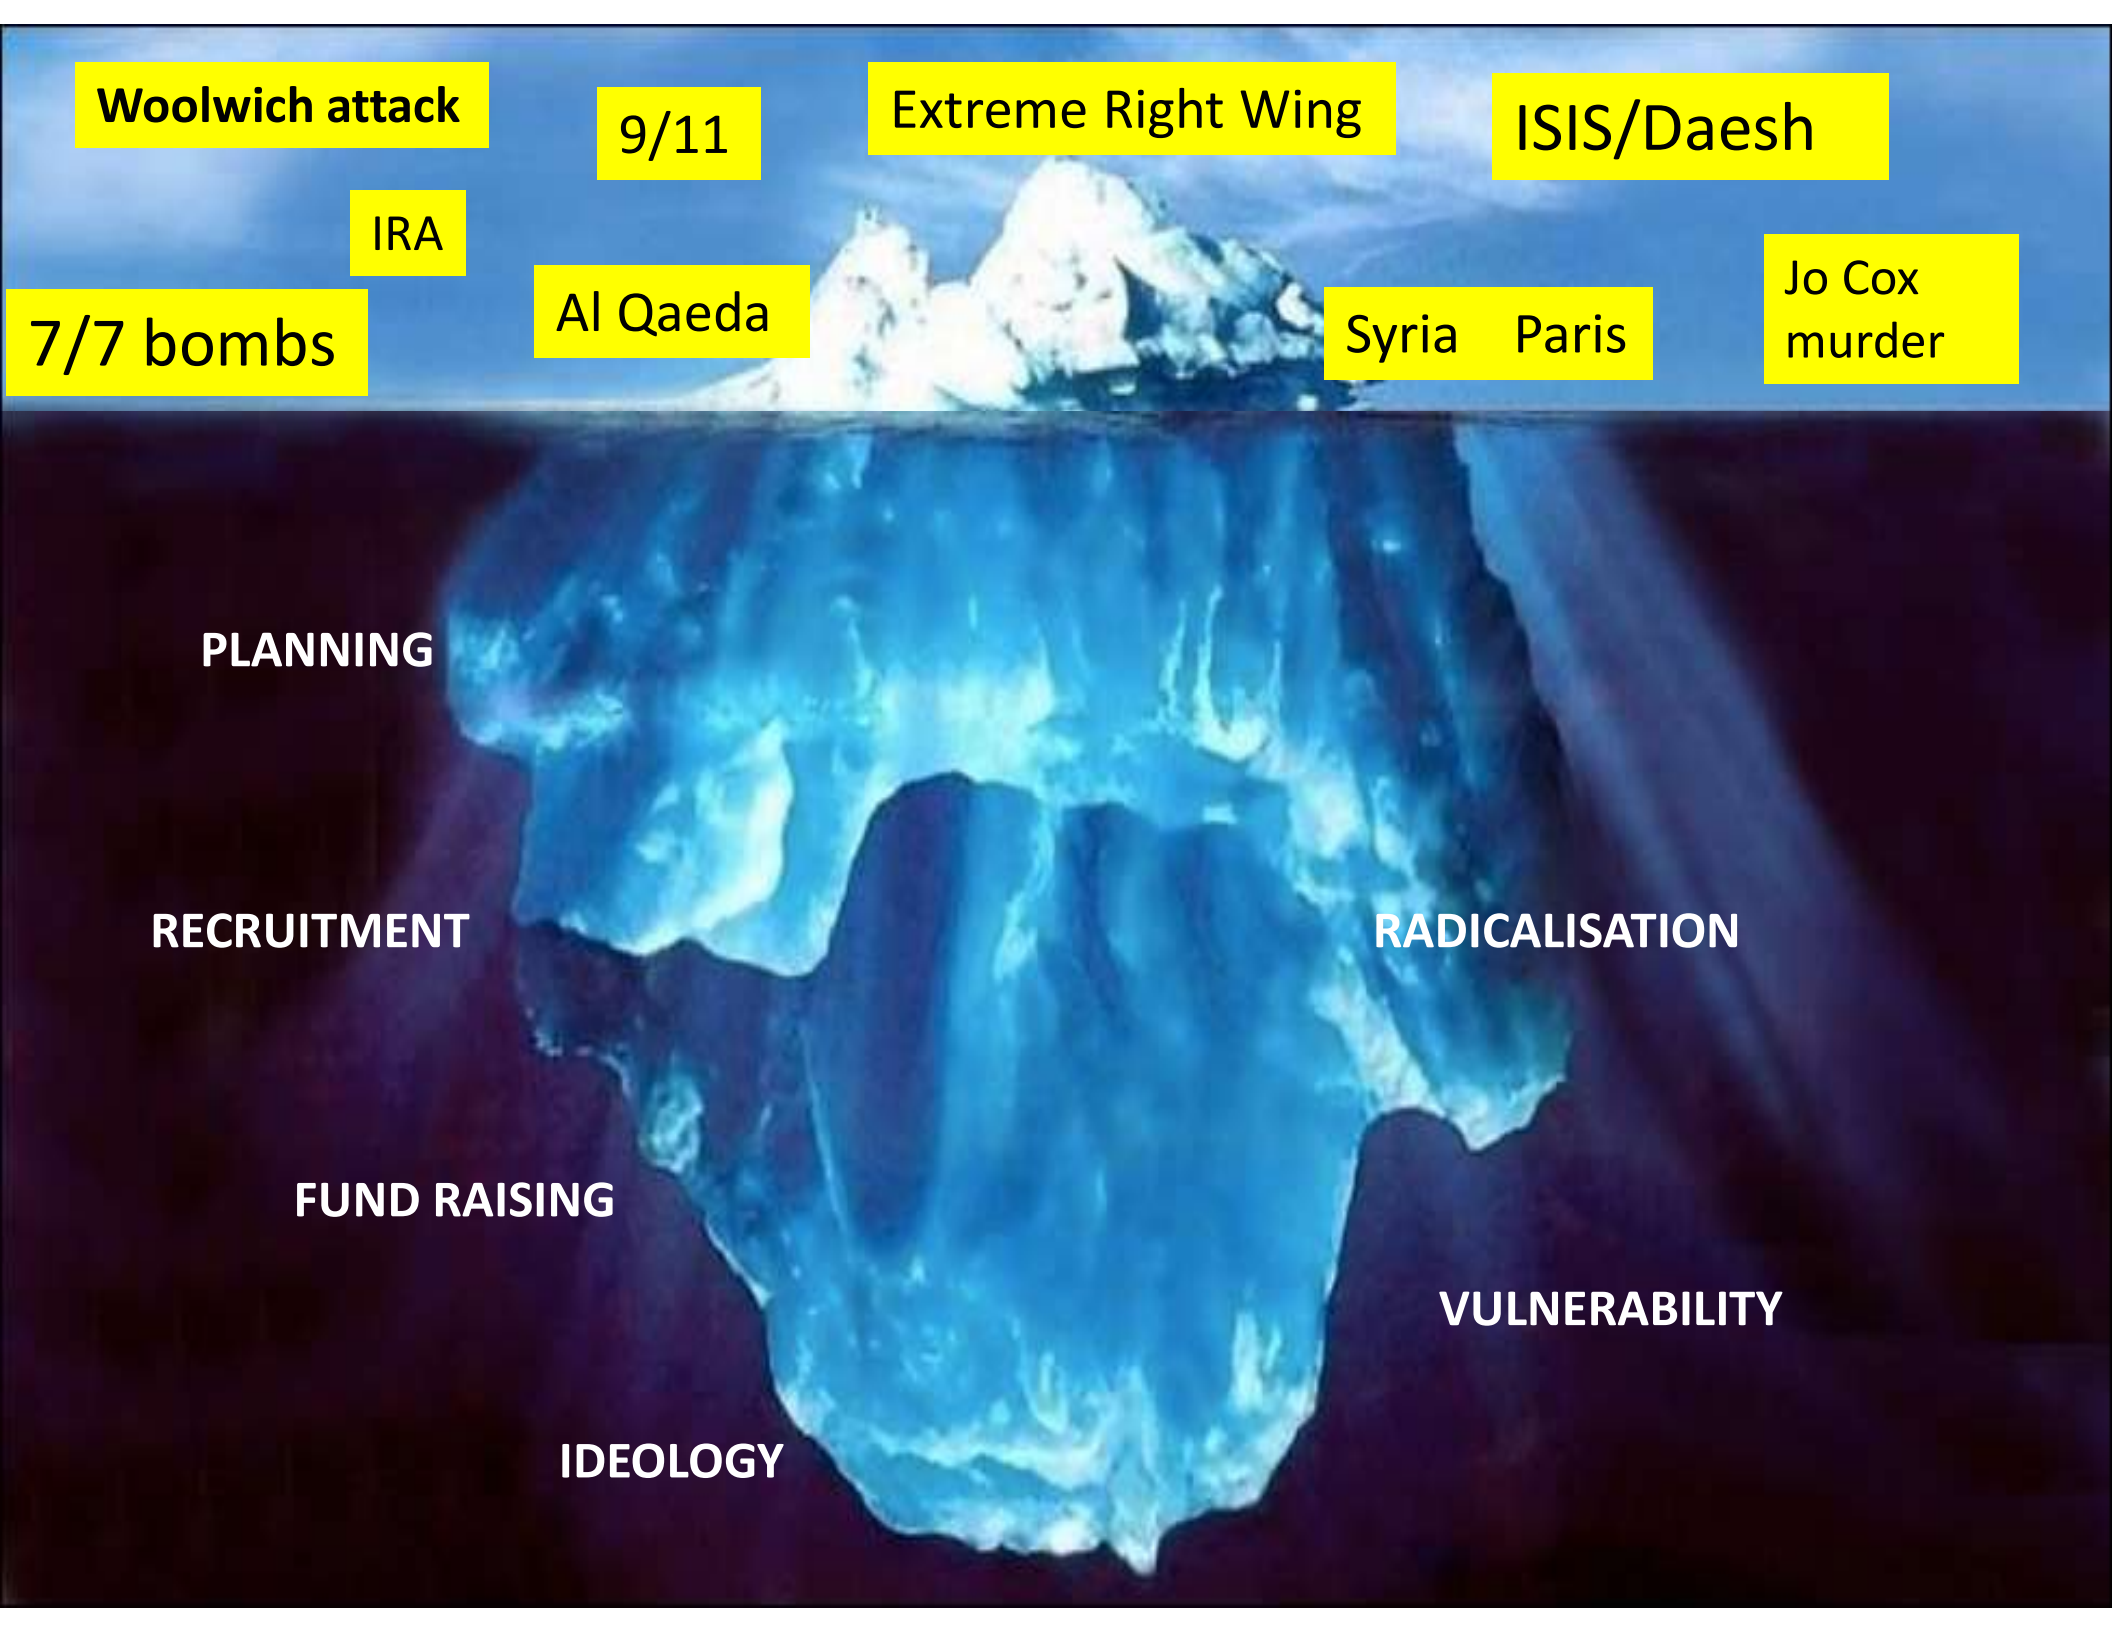 Woolwich attack
9/11
Extreme Right Wing
ISIS/Daesh
IRA
7/7 bombs
Al Qaeda
Syria Paris
Jo Cox
murder
PLANNING
RECRUITMENT
RADICALISATION
FUND RAISING
VULNERABILITY
IDEOLOGY